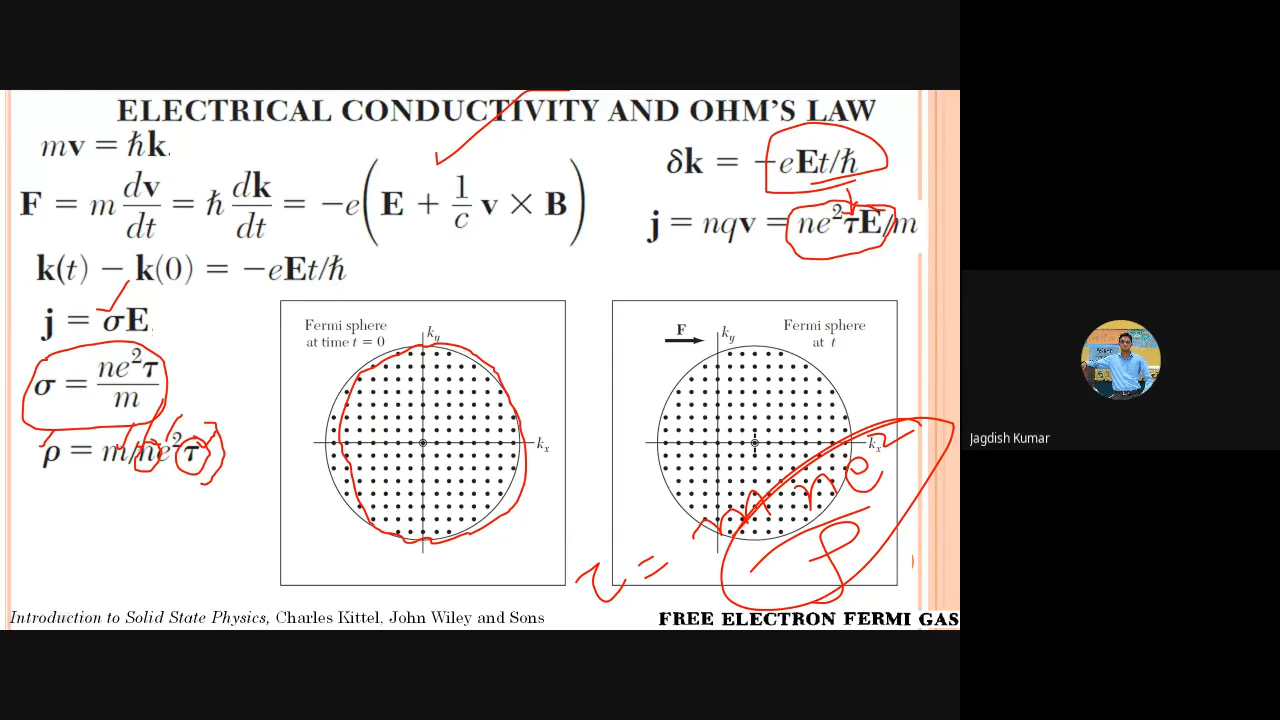 ELECTRICAL CONDUCTIVITY AND OHM'S LAW
mv = ℏk.
F = m dv/dt = ℏ dk/dt = −e(E + 1/c v × B)
k(t) − k(0) = −eEt/ℏ
j = σE.
σ = ne²τ/m
ρ = m/ne²τ
δk = −eEt/ℏ
j = nqv = ne²τE/m
Fermi sphere
at time t = 0
k_y
k_x
F
k_y
Fermi sphere
at t
k_x
ne²
ρ
Jagdish Kumar
Introduction to Solid State Physics, Charles Kittel, John Wiley and Sons
FREE ELECTRON FERMI GAS